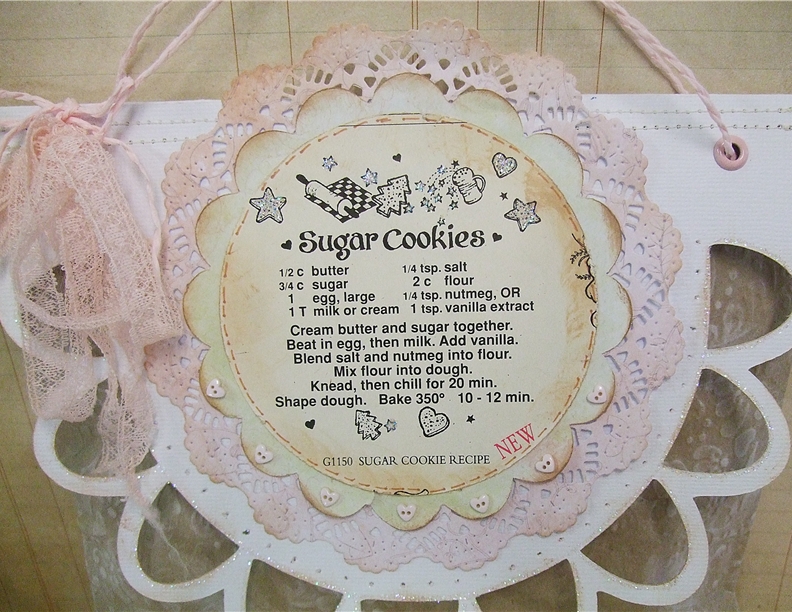 Sugar Cookies
1/2 c butter 1/4 tsp. salt
3/4 c sugar 2 c flour
1 egg, large 1/4 tsp. nutmeg, OR
1 T milk or cream 1 tsp. vanilla extract
Cream butter and sugar together.
Beat in egg, then milk. Add vanilla.
Blend salt and nutmeg into flour.
Mix flour into dough.
Knead, then chill for 20 min.
Shape dough. Bake 350° 10 - 12 min.
NEW
G1150 SUGAR COOKIE RECIPE